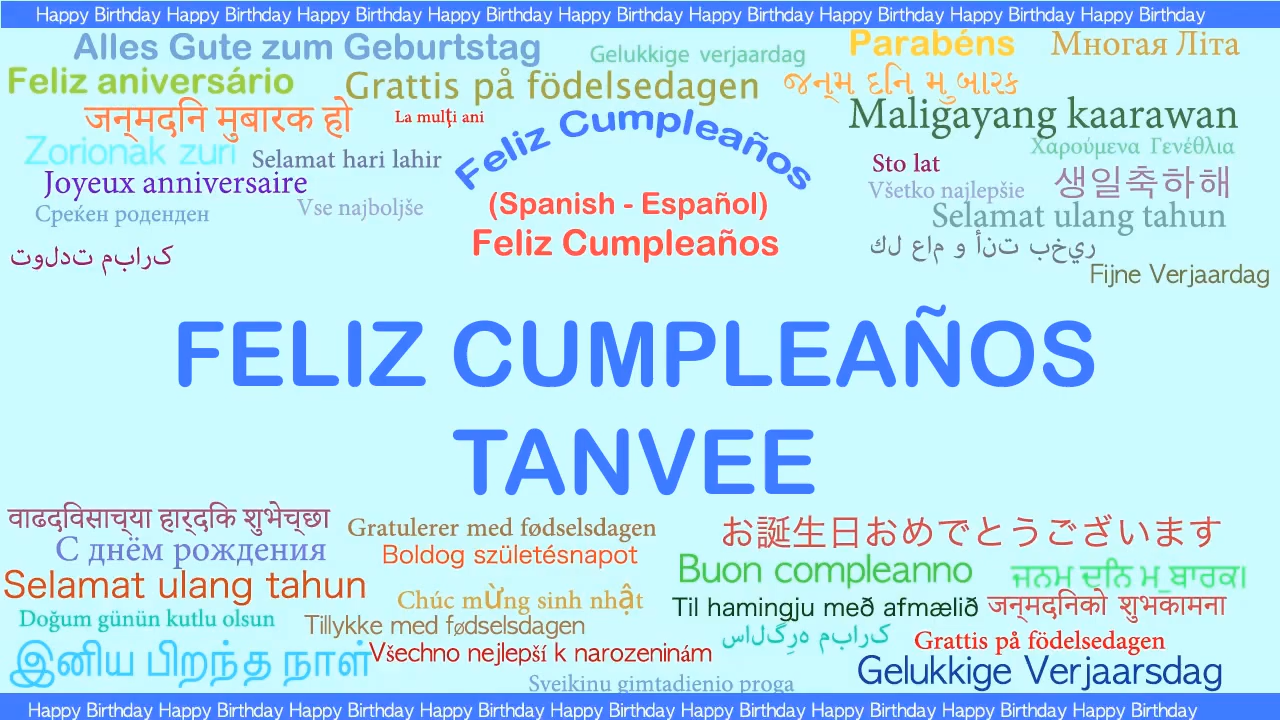 Happy Birthday Happy Birthday Happy Birthday Happy Birthday Happy Birthday Happy Birthday Happy Birthday Happy Birthday Happy Birthday
Alles Gute zum Geburtstag
Gelukkige verjaardag
Parabéns
Многая Літа
Feliz aniversário
Grattis på födelsedagen
જન્મ દિન મુબારક
जन्मदिन मुबारक हो
La mulţi ani
Feliz Cumpleaños
Maligayang kaarawan
Zorionak zuri
Selamat hari lahir
Sto lat
Χαρούμενα Γενέθλια
Joyeux anniversaire
(Spanish - Español)
Všetko najlepšie
생일축하해
Среќен роденден
Vse najboljše
Feliz Cumpleaños
Selamat ulang tahun
تولدت مبارک
كل عام و أنت بخير
Fijne Verjaardag
FELIZ CUMPLEAÑOS
TANVEE
वाढदिवसाच्या हार्दिक शुभेच्छा
Gratulerer med fødselsdagen
お誕生日おめでとうございます
С днём рождения
Boldog születésnapot
Buon compleanno
ਜਨਮ ਦਿਨ ਮੁਬਾਰਕ।
Selamat ulang tahun
Chúc mừng sinh nhật
Til hamingju með afmælið
जन्मदिनको शुभकामना
Doğum günün kutlu olsun
Tillykke med fødselsdagen
سالگرہ مبارک
Grattis på födelsedagen
இனிய பிறந்த நாள்
Všechno nejlepší k narozeninám
Gelukkige Verjaarsdag
Sveikinu gimtadienio proga
Happy Birthday Happy Birthday Happy Birthday Happy Birthday Happy Birthday Happy Birthday Happy Birthday Happy Birthday Happy Birthday